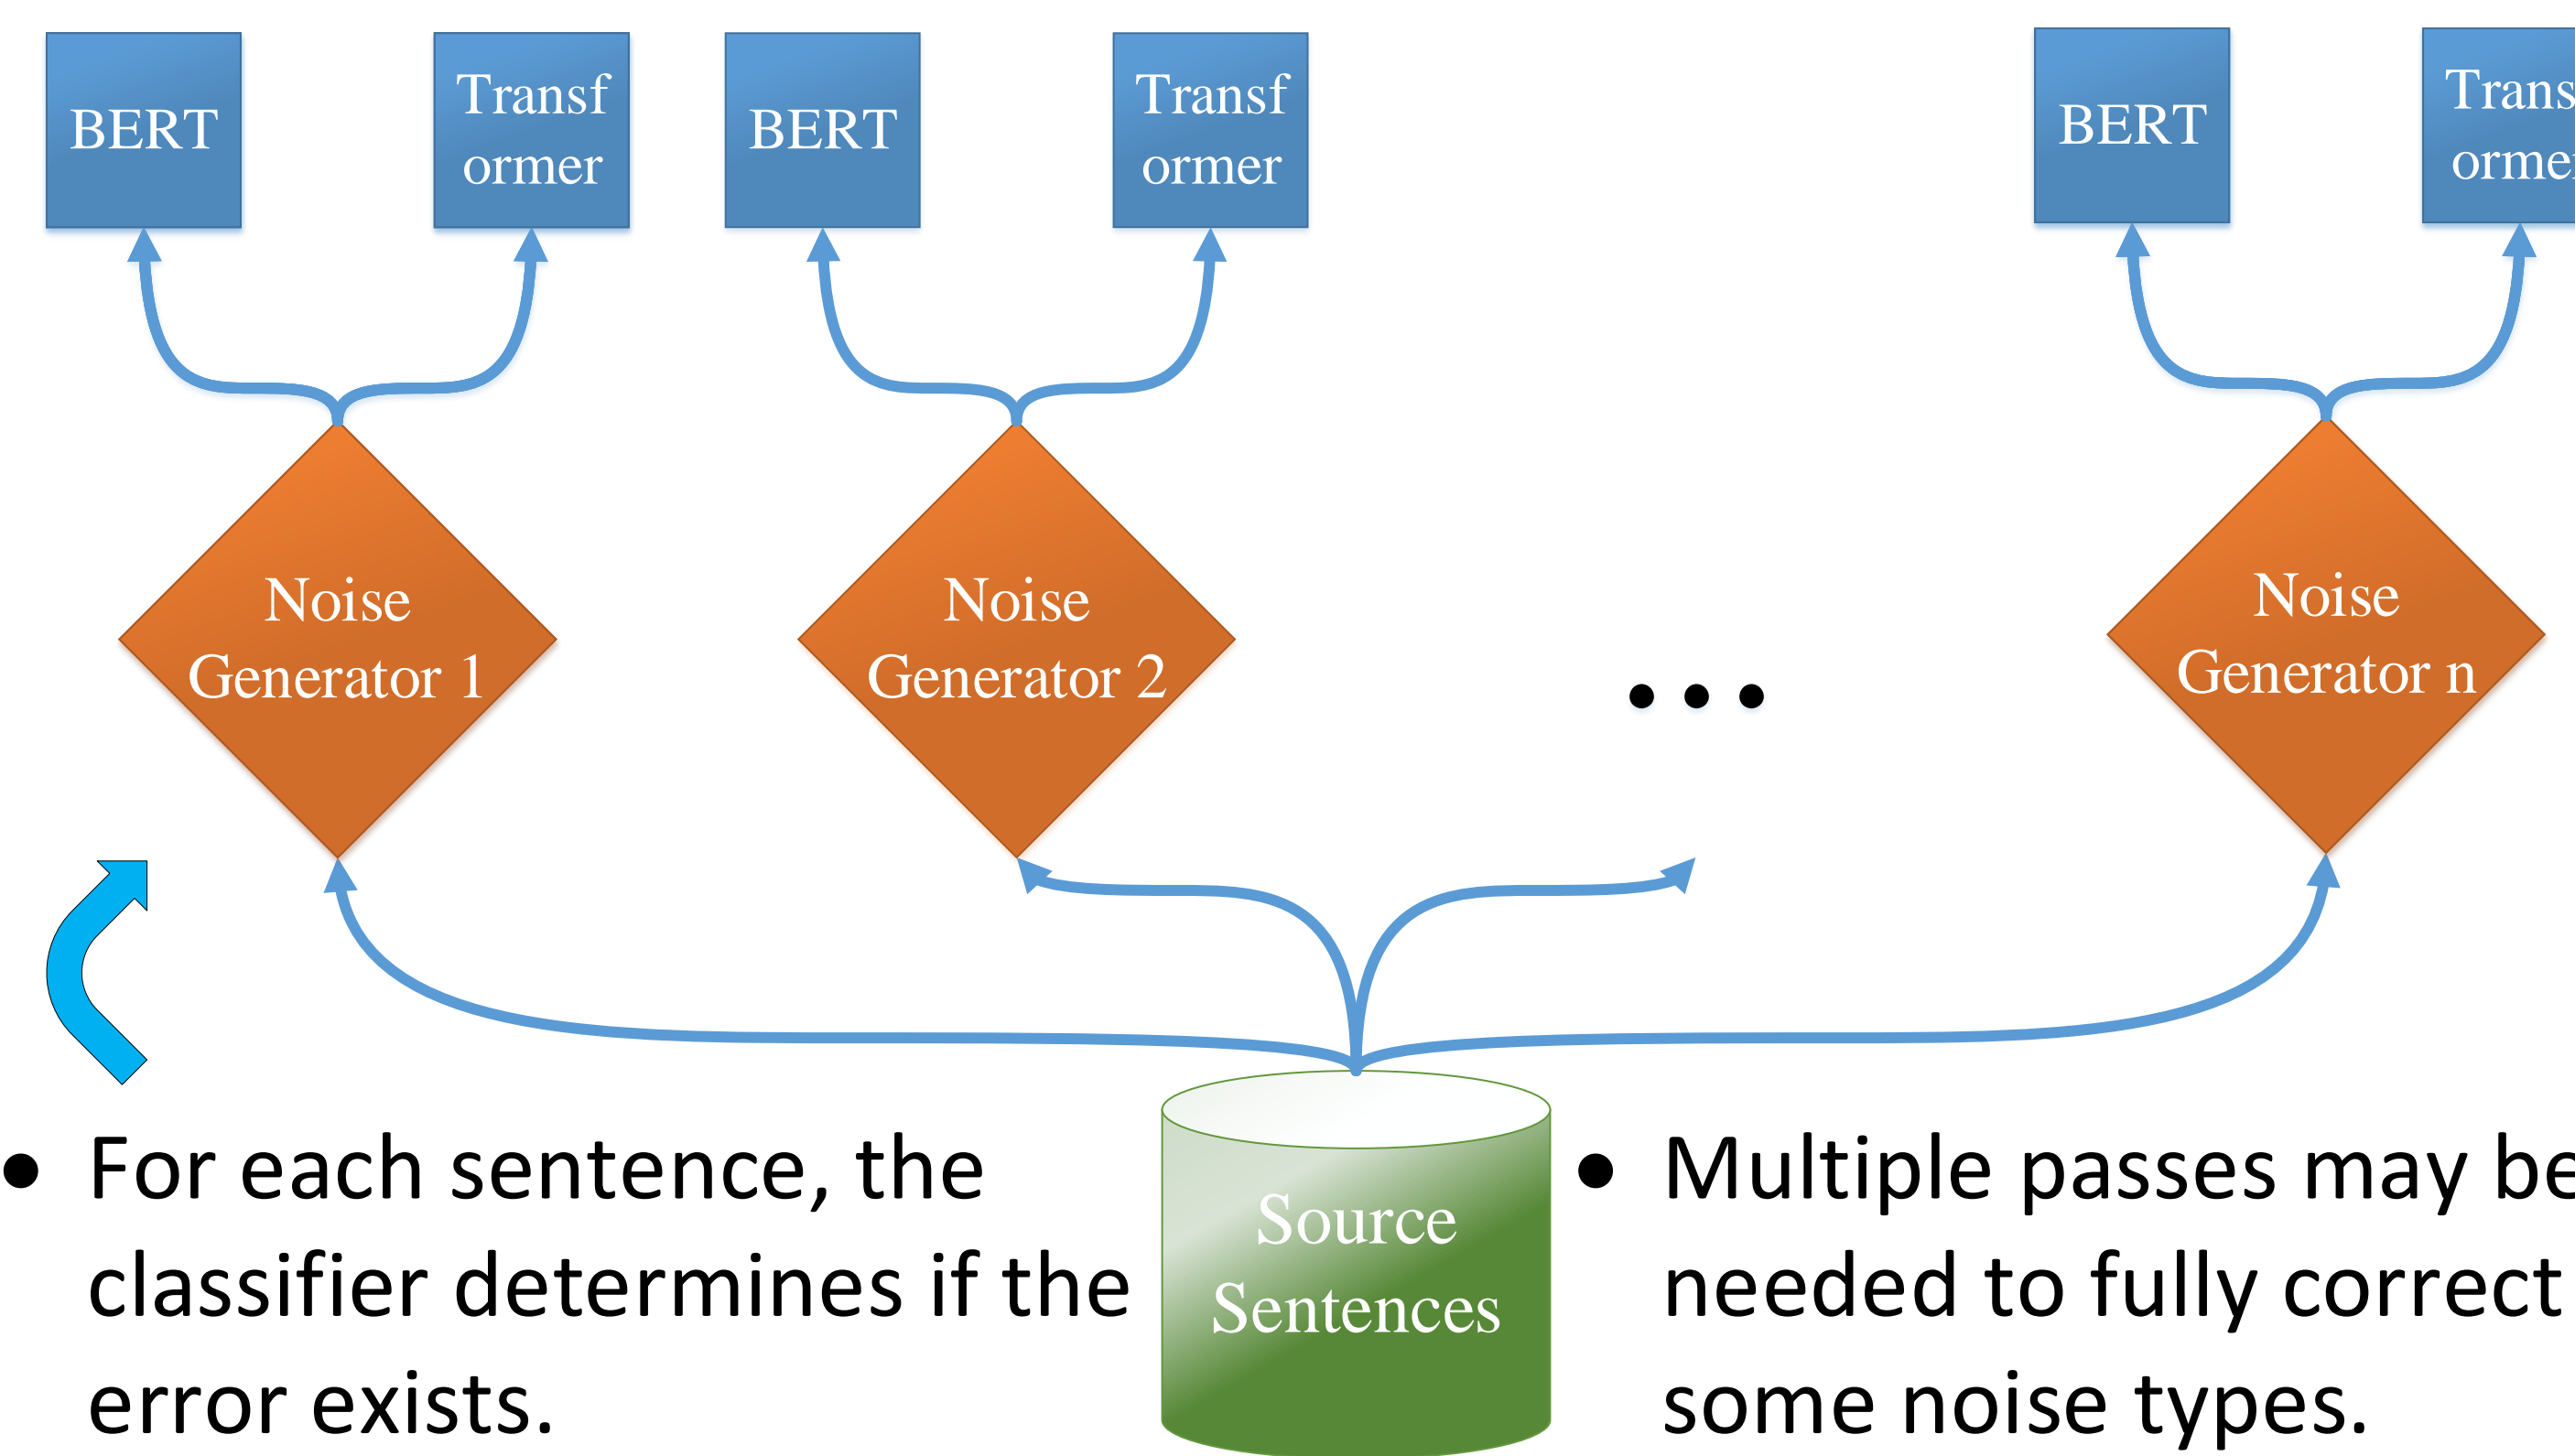 BERT
Transf
ormer
BERT
Transf
ormer
BERT
Trans
ormer
Noise
Generator 1
Noise
Generator 2
...
Noise
Generator n
• For each sentence, the
classifier determines if the
error exists.
Source
Sentences
• Multiple passes may be
needed to fully correct
some noise types.